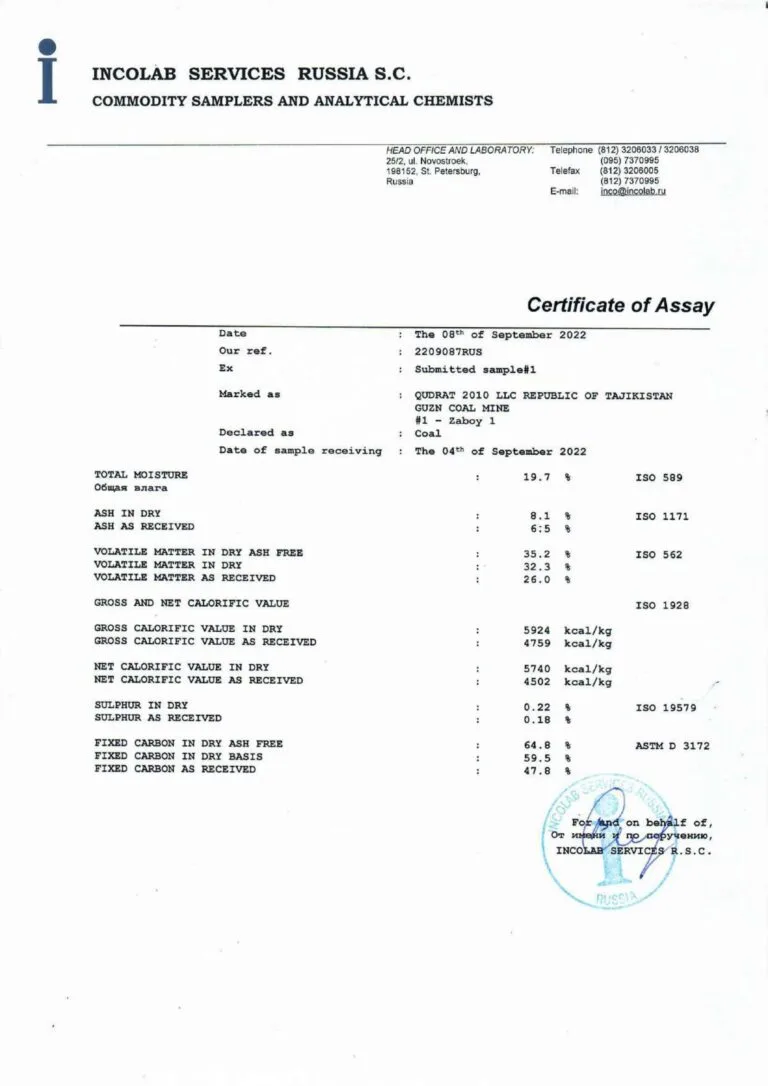 INCOLAB SERVICES RUSSIA S.C.
COMMODITY SAMPLERS AND ANALYTICAL CHEMISTS
HEAD OFFICE AND LABORATORY:
25/2, ul. Novostroek,
198152, St. Petersburg,
Russia
Telephone (812) 3206033 / 3206038
(095) 7370995
Telefax (812) 3206005
(812) 7370995
E-mail: inco@incolab.ru
Certificate of Assay
Date : The 08th of September 2022
Our ref. : 2209087RUS
Ex : Submitted sample#1
Marked as : QUDRAT 2010 LLC REPUBLIC OF TAJIKISTAN
GUZN COAL MINE
#1 - Zaboy 1
Declared as : Coal
Date of sample receiving : The 04th of September 2022
TOTAL MOISTURE : 19.7 % ISO 589
Общая влага
ASH IN DRY : 8.1 % ISO 1171
ASH AS RECEIVED : 6:5 %
VOLATILE MATTER IN DRY ASH FREE : 35.2 % ISO 562
VOLATILE MATTER IN DRY : 32.3 %
VOLATILE MATTER AS RECEIVED : 26.0 %
GROSS AND NET CALORIFIC VALUE ISO 1928
GROSS CALORIFIC VALUE IN DRY : 5924 kcal/kg
GROSS CALORIFIC VALUE AS RECEIVED : 4759 kcal/kg
NET CALORIFIC VALUE IN DRY : 5740 kcal/kg
NET CALORIFIC VALUE AS RECEIVED : 4502 kcal/kg
SULPHUR IN DRY : 0.22 % ISO 19579
SULPHUR AS RECEIVED : 0.18 %
FIXED CARBON IN DRY ASH FREE : 64.8 % ASTM D 3172
FIXED CARBON IN DRY BASIS : 59.5 %
FIXED CARBON AS RECEIVED : 47.8 %
INCOLAB SERVICES RUSSIA
For and on behalf of,
От имени и по поручению,
INCOLAB SERVICES R.S.C.
RUSSIA